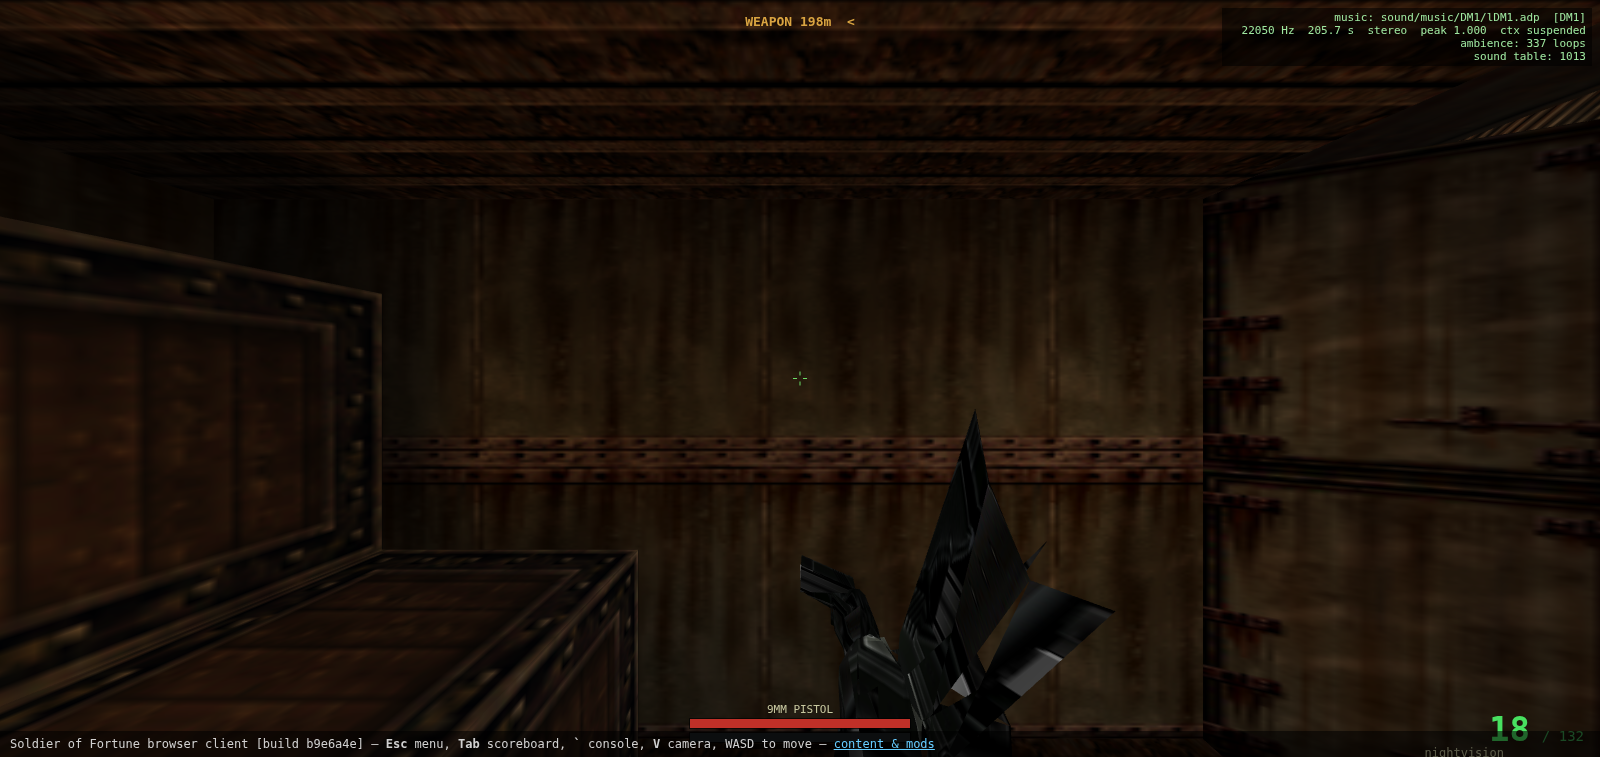 WEAPON 198m <
music: sound/music/DM1/lDM1.adp [DM1]
22050 Hz 205.7 s stereo peak 1.000 ctx suspended
ambience: 337 loops
sound table: 1013
9MM PISTOL
18 / 132
Soldier of Fortune browser client [build b9e6a4e] — Esc menu, Tab scoreboard, ` console, V camera, WASD to move — content & mods
nightvision